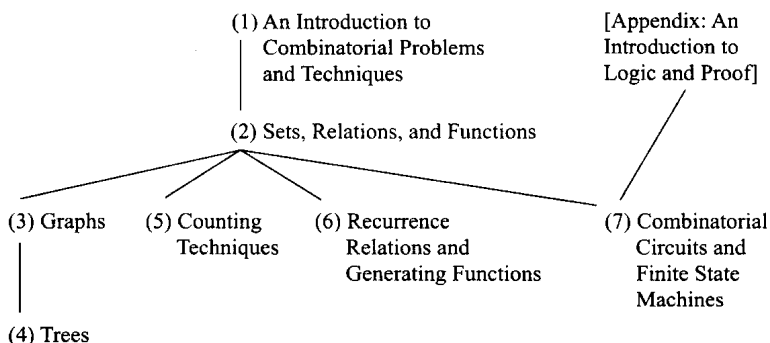 (1) An Introduction to
Combinatorial Problems
and Techniques
[Appendix: An
Introduction to
Logic and Proof]
(2) Sets, Relations, and Functions
(3) Graphs
(5) Counting
Techniques
(6) Recurrence
Relations and
Generating Functions
(7) Combinatorial
Circuits and
Finite State
Machines
(4) Trees